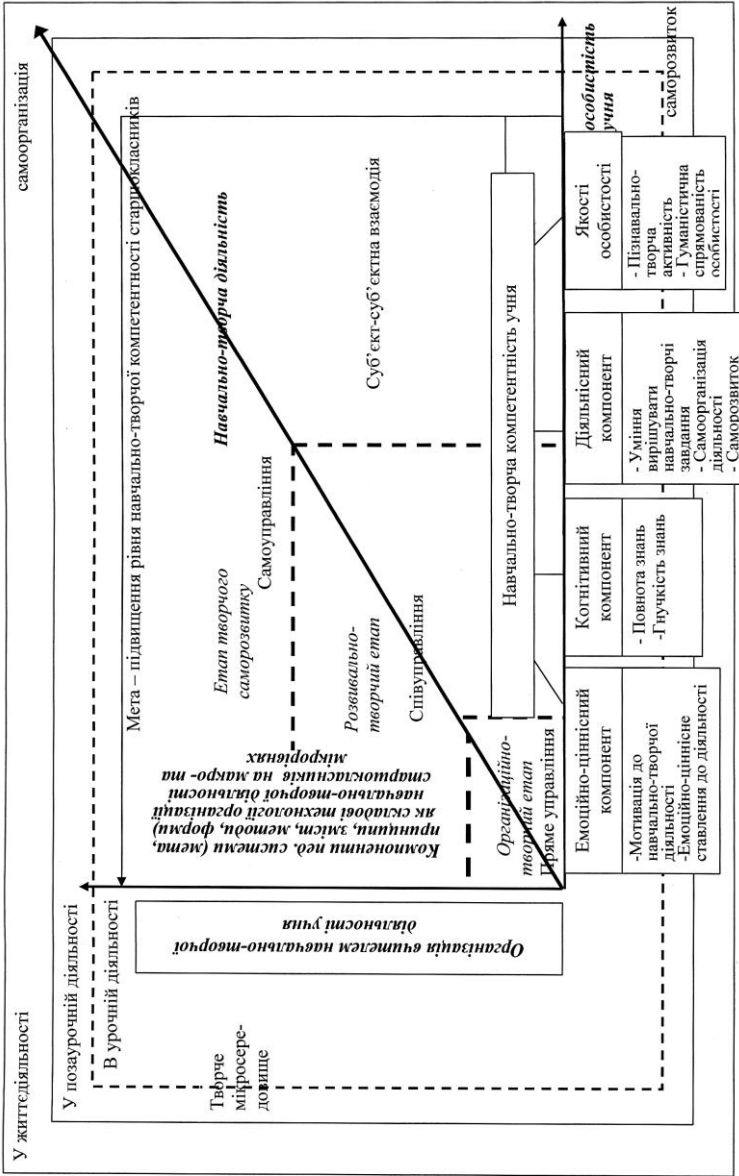 У життєдіяльності
самоорганізація
У позаурочній діяльності
В урочній діяльності
Мета – підвищення рівня навчально-творчої компетентності старшокласників
Творче
мікросере-
довище
Організація вчителем навчально-творчої
діяльності учня
Компоненти пед. системи (мета,
принципи, зміст, методи, форми)
як складові технології організації
навчально-творчої діяльності
старшокласників на макро- та
мікрорівнях
Етап творчого
саморозвитку
Самоуправління
Навчально-творча діяльність
Розвивально-
творчий етап
Співуправління
Суб’єкт-суб’єктна взаємодія
Організаційно-
творчий етап
Пряме управління
Навчально-творча компетентність учня
особистість
учня
саморозвиток
Емоційно-ціннісний
компонент
-Мотивація до
навчально-творчої
діяльності
-Емоційно-ціннісне
ставлення до діяльності
Когнітивний
компонент
- Повнота знань
-Гнучкість знань
Діяльнісний
компонент
- Уміння
вирішувати
навчально-творчі
завдання
- Самоорганізація
діяльності
- Саморозвиток
Якості
особистості
- Пізнавально-
творча
активність
- Гуманістична
спрямованість
особистості